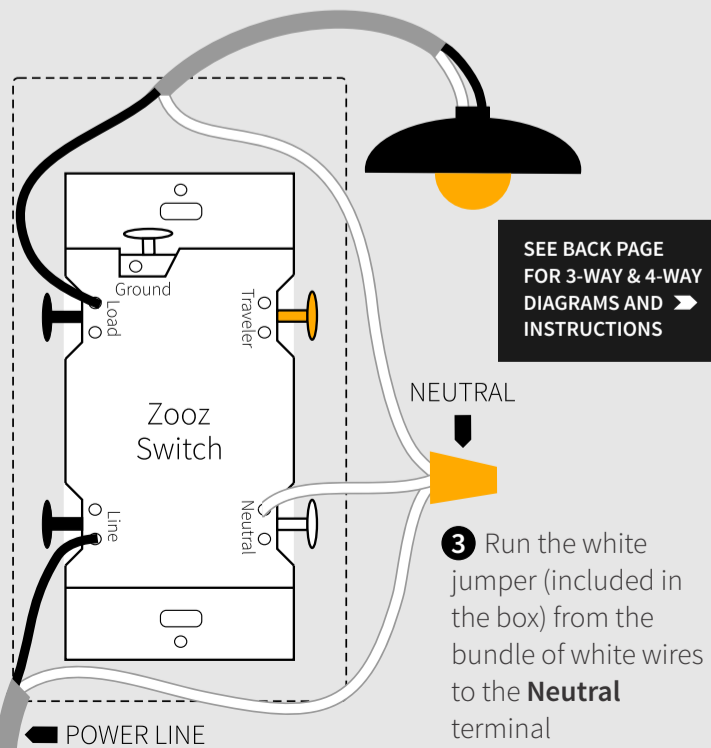 SEE BACK PAGE
FOR 3-WAY & 4-WAY
DIAGRAMS AND
INSTRUCTIONS
Ground
Load
Traveler
Zooz
Switch
NEUTRAL
Line
Neutral
3 Run the white
jumper (included in
the box) from the
bundle of white wires
to the Neutral
terminal
POWER LINE